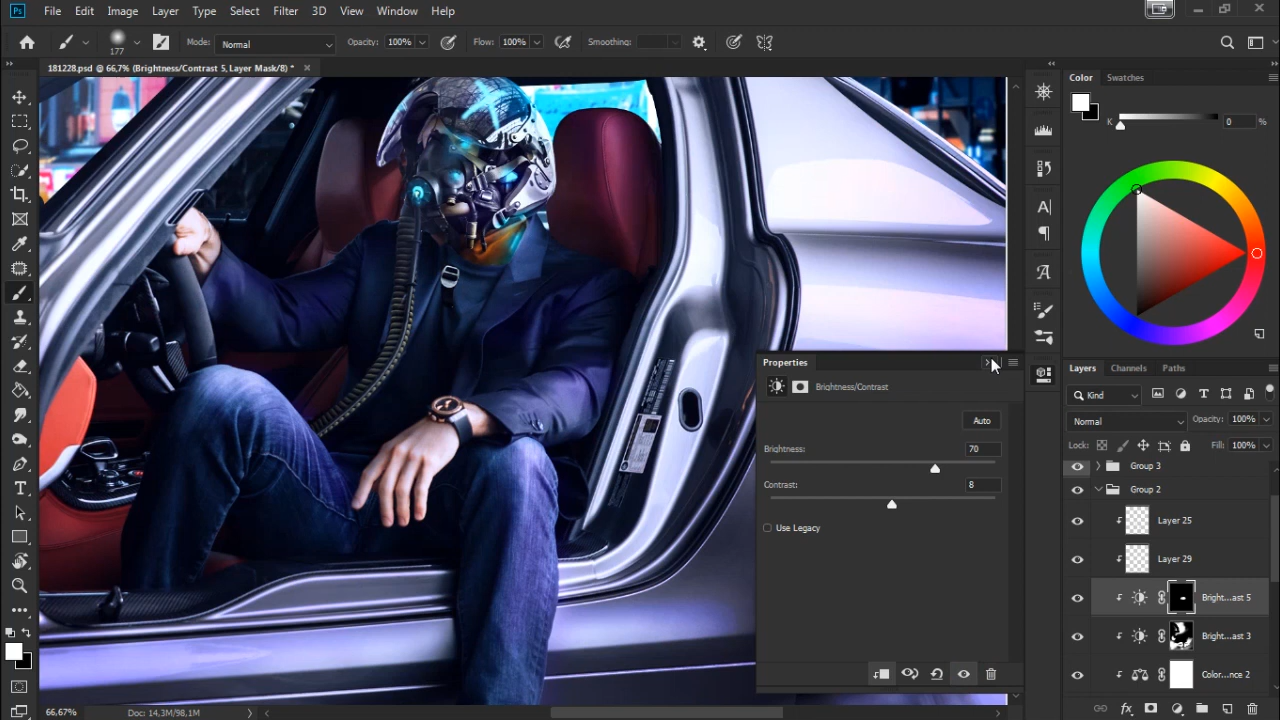 Ps File Edit Image Layer Type Select Filter 3D View Window Help
177 Mode: Normal Opacity: 100% Flow: 100% Smoothing:
181228.psd @ 66,7% (Brightness/Contrast 5, Layer Mask/8) * ×
Color Swatches
K 0 %
Properties
Brightness/Contrast
Auto
Brightness: 70
Contrast: 8
Use Legacy
Layers Channels Paths
Kind
Normal Opacity: 100%
Lock: Fill: 100%
Group 3
Group 2
Layer 25
Layer 29
Bright...ast 5
Bright...ast 3
Color...nce 2
66,67% Doc: 14,3M/98,1M